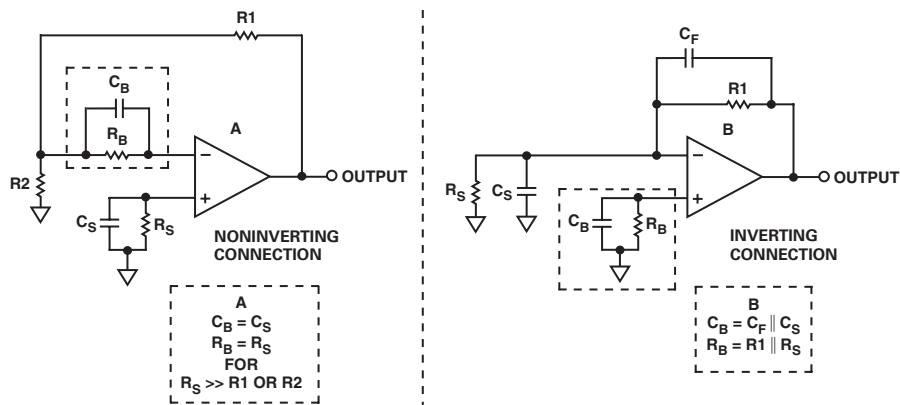 R1
C_B
R_B
A
−
+
R2
OUTPUT
C_S
R_S
NONINVERTING
CONNECTION
A
C_B = C_S
R_B = R_S
FOR
R_S >> R1 OR R2
C_F
R1
B
−
+
OUTPUT
R_S
C_S
C_B
R_B
INVERTING
CONNECTION
B
C_B = C_F || C_S
R_B = R1 || R_S